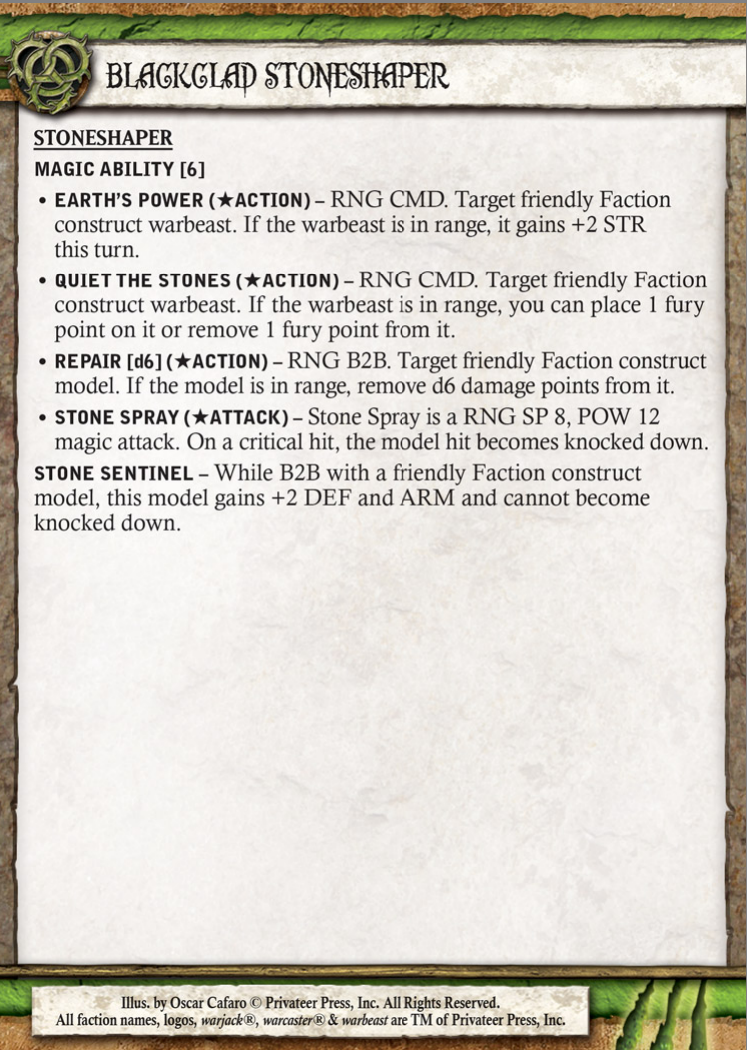 BLACKCLAD STONESHAPER
STONESHAPER
MAGIC ABILITY [6]
• EARTH'S POWER (★ACTION) – RNG CMD. Target friendly Faction
construct warbeast. If the warbeast is in range, it gains +2 STR
this turn.
• QUIET THE STONES (★ACTION) – RNG CMD. Target friendly Faction
construct warbeast. If the warbeast is in range, you can place 1 fury
point on it or remove 1 fury point from it.
• REPAIR [d6] (★ACTION) – RNG B2B. Target friendly Faction construct
model. If the model is in range, remove d6 damage points from it.
• STONE SPRAY (★ATTACK) – Stone Spray is a RNG SP 8, POW 12
magic attack. On a critical hit, the model hit becomes knocked down.
STONE SENTINEL – While B2B with a friendly Faction construct
model, this model gains +2 DEF and ARM and cannot become
knocked down.
Illus. by Oscar Cafaro © Privateer Press, Inc. All Rights Reserved.
All faction names, logos, warjack®, warcaster® & warbeast are TM of Privateer Press, Inc.